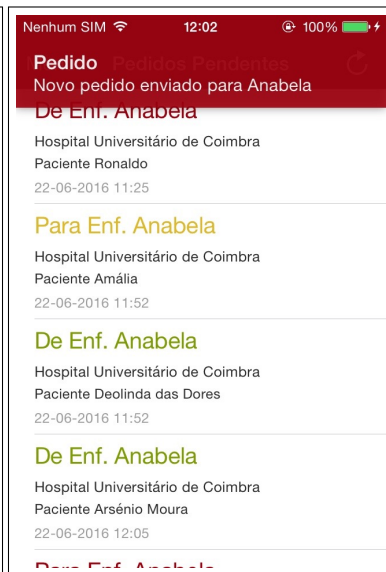 Nenhum SIM 12:02 100%
Pedido
Pedidos Pendentes
Novo pedido enviado para Anabela
De Enf. Anabela
Hospital Universitário de Coimbra
Paciente Ronaldo
22-06-2016 11:25
Para Enf. Anabela
Hospital Universitário de Coimbra
Paciente Amália
22-06-2016 11:52
De Enf. Anabela
Hospital Universitário de Coimbra
Paciente Deolinda das Dores
22-06-2016 11:52
De Enf. Anabela
Hospital Universitário de Coimbra
Paciente Arsénio Moura
22-06-2016 12:05
Para Enf. Anabela